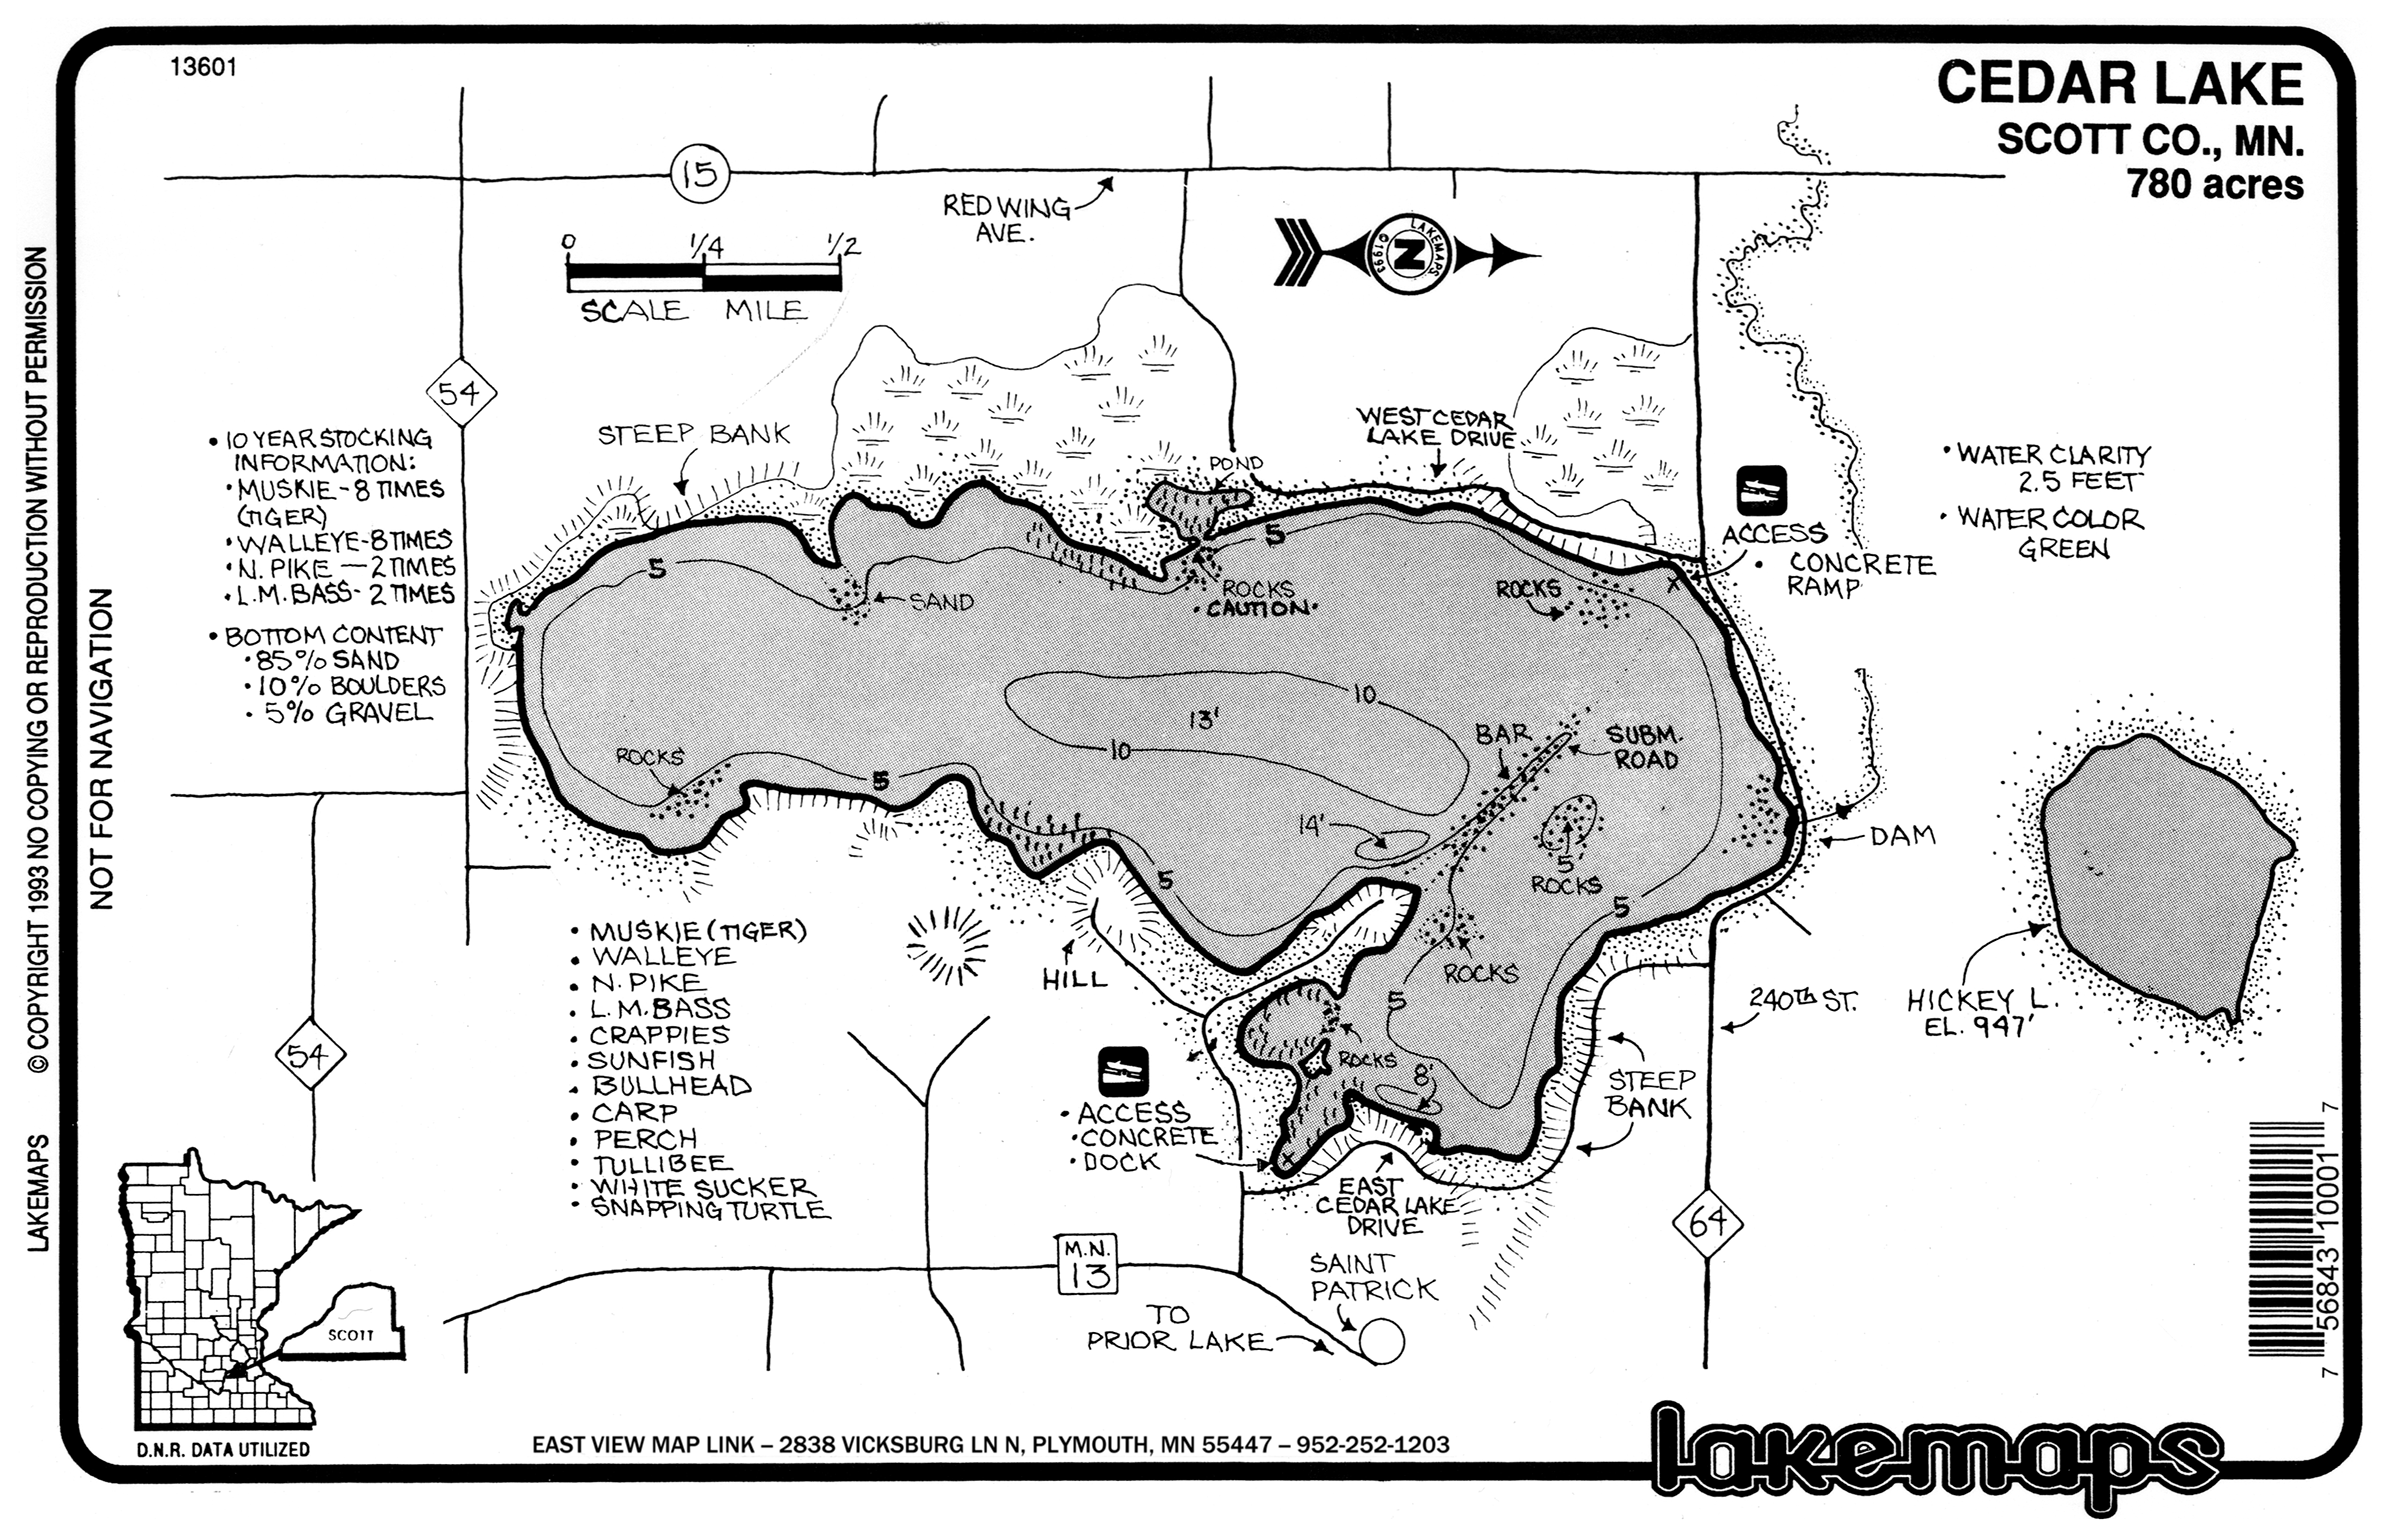 13601
CEDAR LAKE
SCOTT CO., MN.
780 acres
15
RED WING
AVE.
0 1/4 1/2
SCALE MILE
N
LAKEMAPS
©1993
54
STEEP BANK
WEST CEDAR
LAKE DRIVE
POND
• 10 YEAR STOCKING
INFORMATION:
• MUSKIE - 8 TIMES
(TIGER)
• WALLEYE - 8 TIMES
• N. PIKE — 2 TIMES
• L.M. BASS - 2 TIMES
• BOTTOM CONTENT
• 85% SAND
• 10% BOULDERS
• 5% GRAVEL
• WATER CLARITY
2.5 FEET
• WATER COLOR
GREEN
ACCESS
• CONCRETE
RAMP
5
5
SAND
ROCKS
• CAUTION •
ROCKS
10
13'
10
BAR
SUBM.
ROAD
ROCKS
5
14'
5
ROCKS
DAM
5
5
ROCKS
HILL
HICKEY L.
EL. 947'
240TH ST.
5
ROCKS
8'
STEEP
BANK
• MUSKIE (TIGER)
• WALLEYE
• N. PIKE
• L.M. BASS
• CRAPPIES
• SUNFISH
• BULLHEAD
• CARP
• PERCH
• TULLIBEE
• WHITE SUCKER
• SNAPPING TURTLE
54
• ACCESS
• CONCRETE
• DOCK
EAST
CEDAR LAKE
DRIVE
64
M.N.
13
SAINT
PATRICK
TO
PRIOR LAKE
SCOTT
D.N.R. DATA UTILIZED
EAST VIEW MAP LINK – 2838 VICKSBURG LN N, PLYMOUTH, MN 55447 – 952-252-1203
lakemaps
7 56843 10001 7
LAKEMAPS © COPYRIGHT 1993 NO COPYING OR REPRODUCTION WITHOUT PERMISSION
NOT FOR NAVIGATION